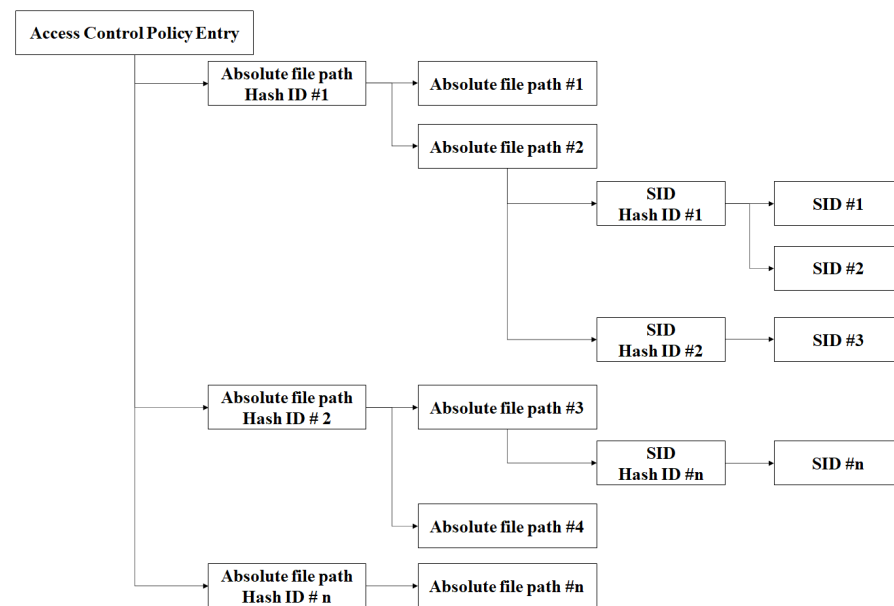 Access Control Policy Entry
Absolute file path
Hash ID #1
Absolute file path #1
Absolute file path #2
SID
Hash ID #1
SID #1
SID #2
SID
Hash ID #2
SID #3
Absolute file path
Hash ID # 2
Absolute file path #3
SID
Hash ID #n
SID #n
Absolute file path #4
Absolute file path
Hash ID # n
Absolute file path #n